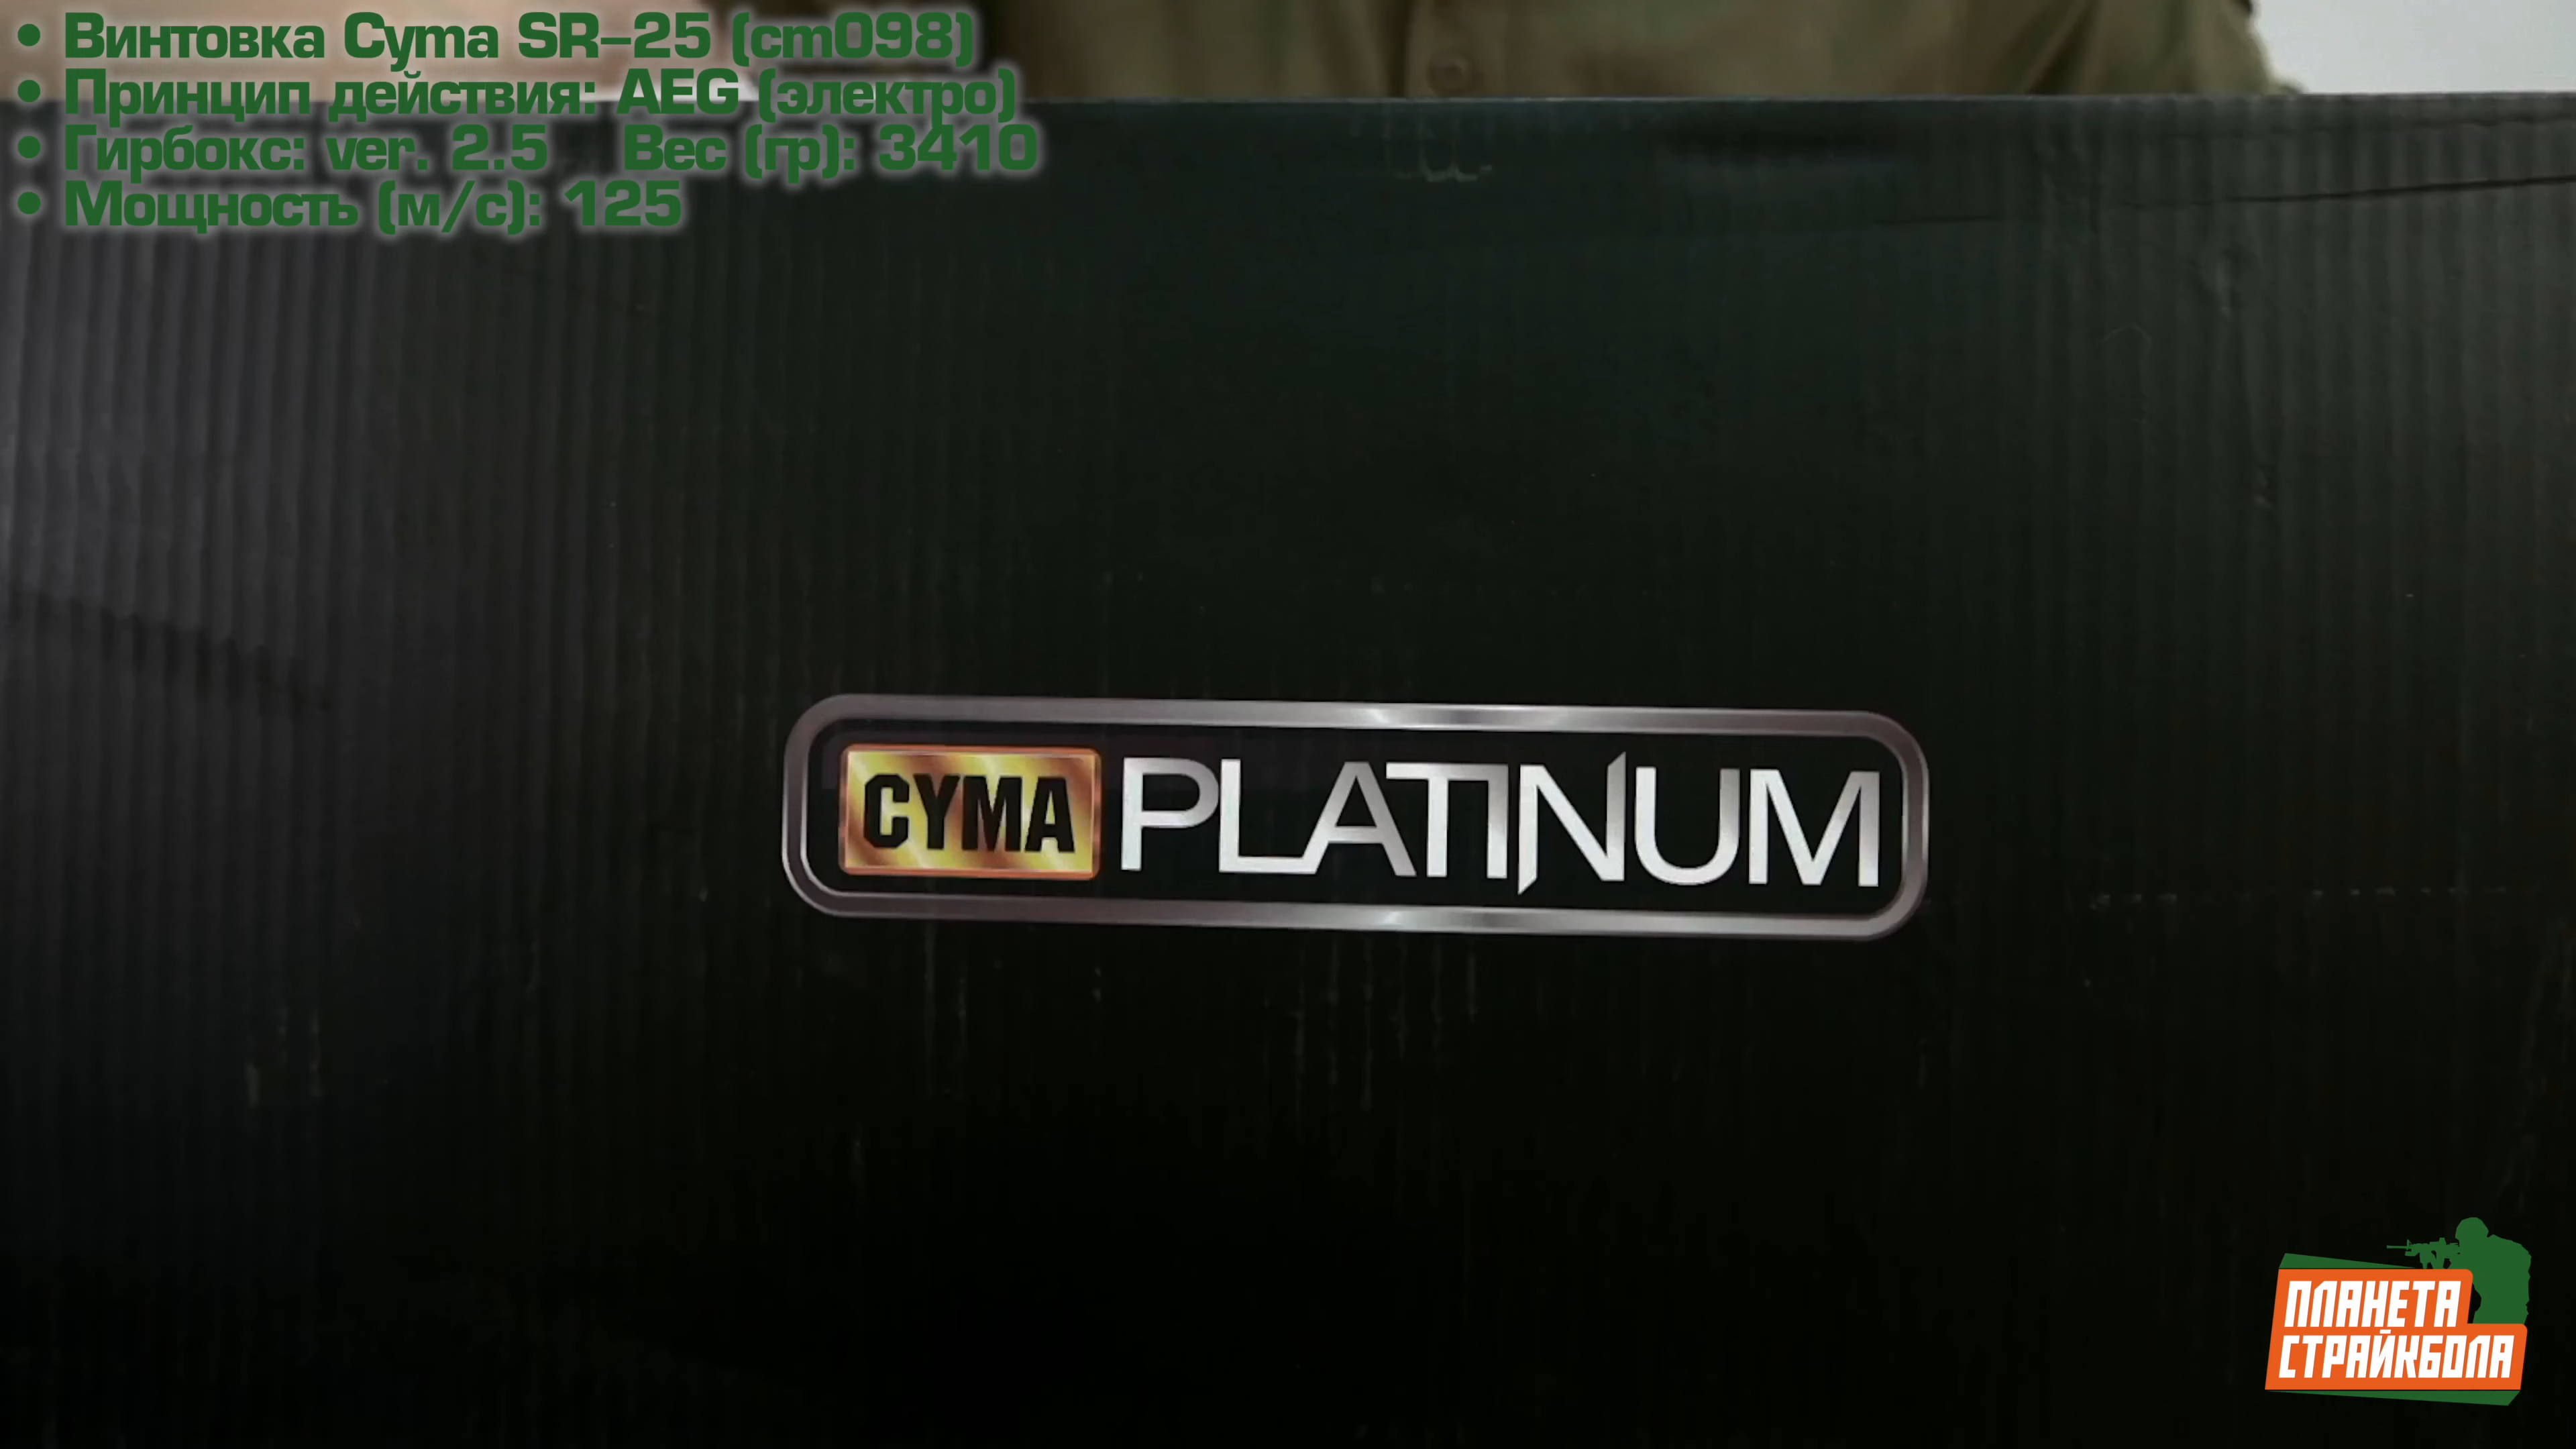 • Винтовка Cyma SR-25 (cm098)
• Принцип действия: AEG (электро)
• Гирбокс: ver. 2.5 Вес (гр): 3410
• Мощность (м/с): 125
CYMA PLATINUM
ПЛАНЕТА
СТРАЙКБОЛА